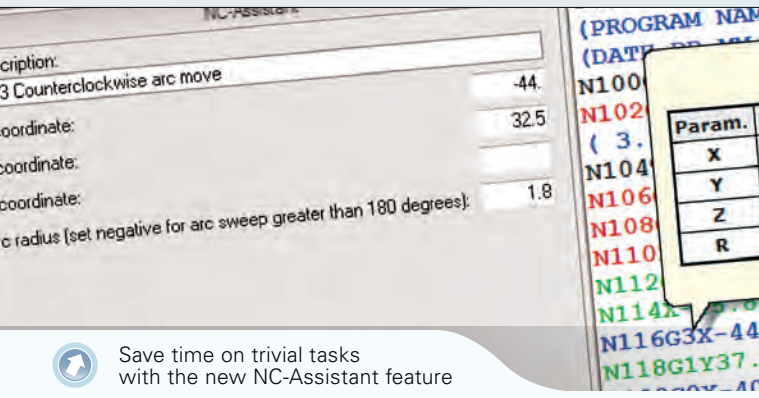 NC-Assistant
cription:
3 Counterclockwise arc move
-44.
oordinate:
32.5
coordinate:
coordinate:
1.8
c radius (set negative for arc sweep greater than 180 degrees):
(PROGRAM NAM
N100
N102
( 3.
N104
N106
N108
N110
N112
N114X-
N116G3X-44
N118G1Y37.
Param.
X
Y
Z
R
Save time on trivial tasks
with the new NC-Assistant feature